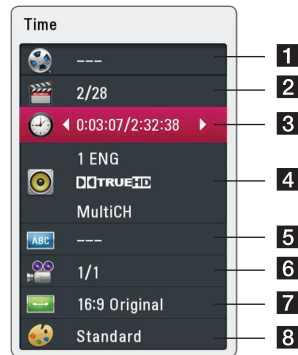 Time
--- 1
2/28 2
0:03:07/2:32:38 3
1 ENG
DOLBY TRUEHD 4
MultiCH
ABC --- 5
1/1 6
16:9 Original 7
Standard 8